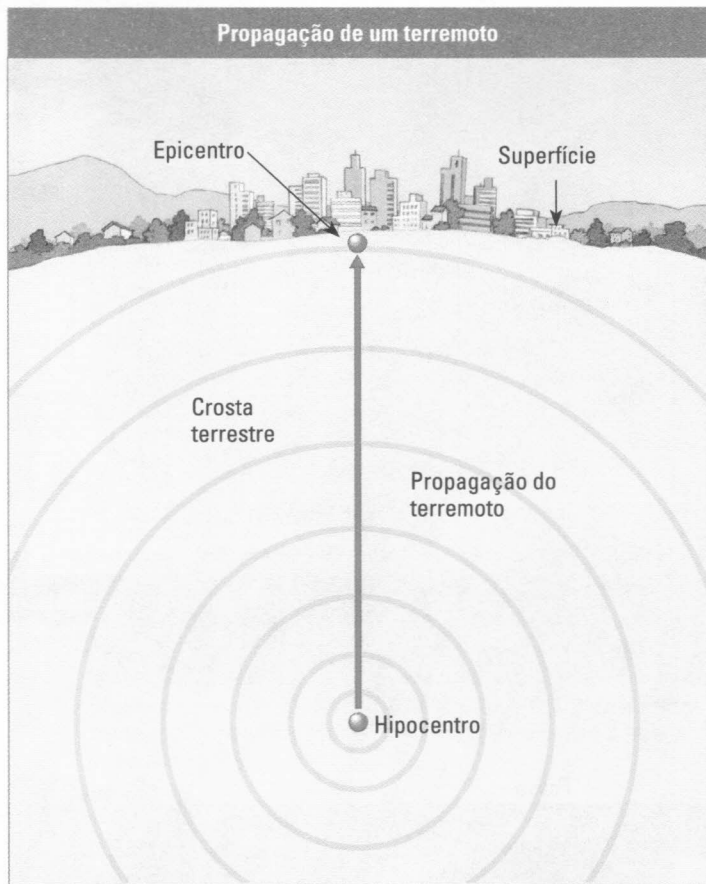 Propagação de um terremoto
Epicentro
Superfície
Crosta
terrestre
Propagação do
terremoto
Hipocentro